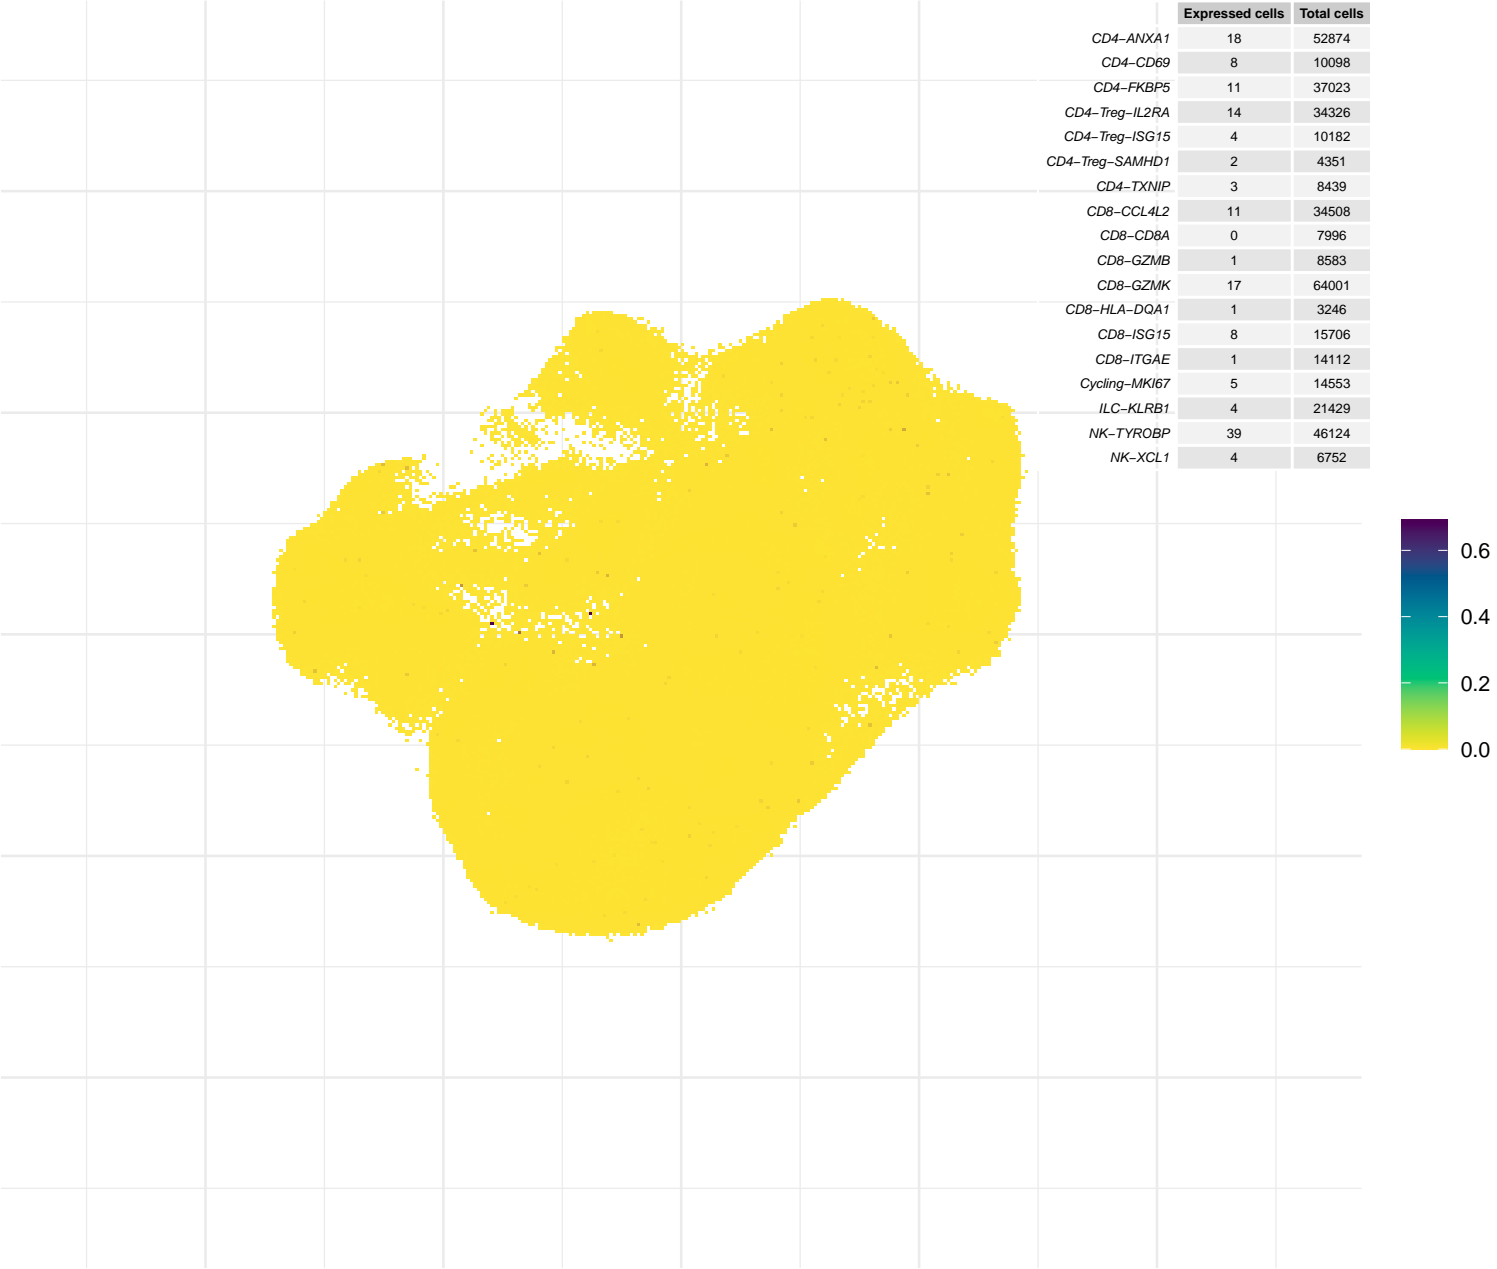 Expressed cells Total cells
CD4−ANXA1 18 52874
CD4−CD69 8 10098
CD4−FKBP5 11 37023
CD4−Treg−IL2RA 14 34326
CD4−Treg−ISG15 4 10182
CD4−Treg−SAMHD1 2 4351
CD4−TXNIP 3 8439
CD8−CCL4L2 11 34508
CD8−CD8A 0 7996
CD8−GZMB 1 8583
CD8−GZMK 17 64001
CD8−HLA−DQA1 1 3246
CD8−ISG15 8 15706
CD8−ITGAE 1 14112
Cycling−MKI67 5 14553
ILC−KLRB1 4 21429
NK−TYROBP 39 46124
NK−XCL1 4 6752
0.6
0.4
0.2
0.0